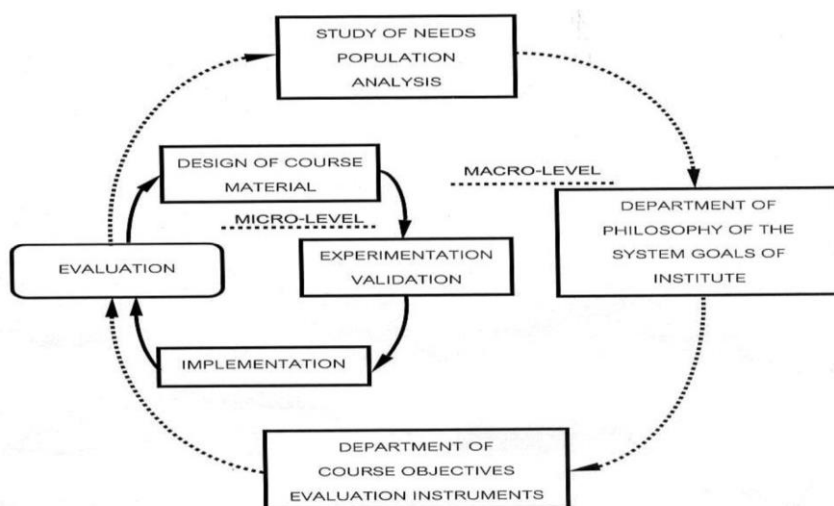 STUDY OF NEEDS
POPULATION
ANALYSIS
DESIGN OF COURSE
MATERIAL
MACRO-LEVEL
MICRO-LEVEL
DEPARTMENT OF
PHILOSOPHY OF THE
SYSTEM GOALS OF
INSTITUTE
EVALUATION
EXPERIMENTATION
VALIDATION
IMPLEMENTATION
DEPARTMENT OF
COURSE OBJECTIVES
EVALUATION INSTRUMENTS